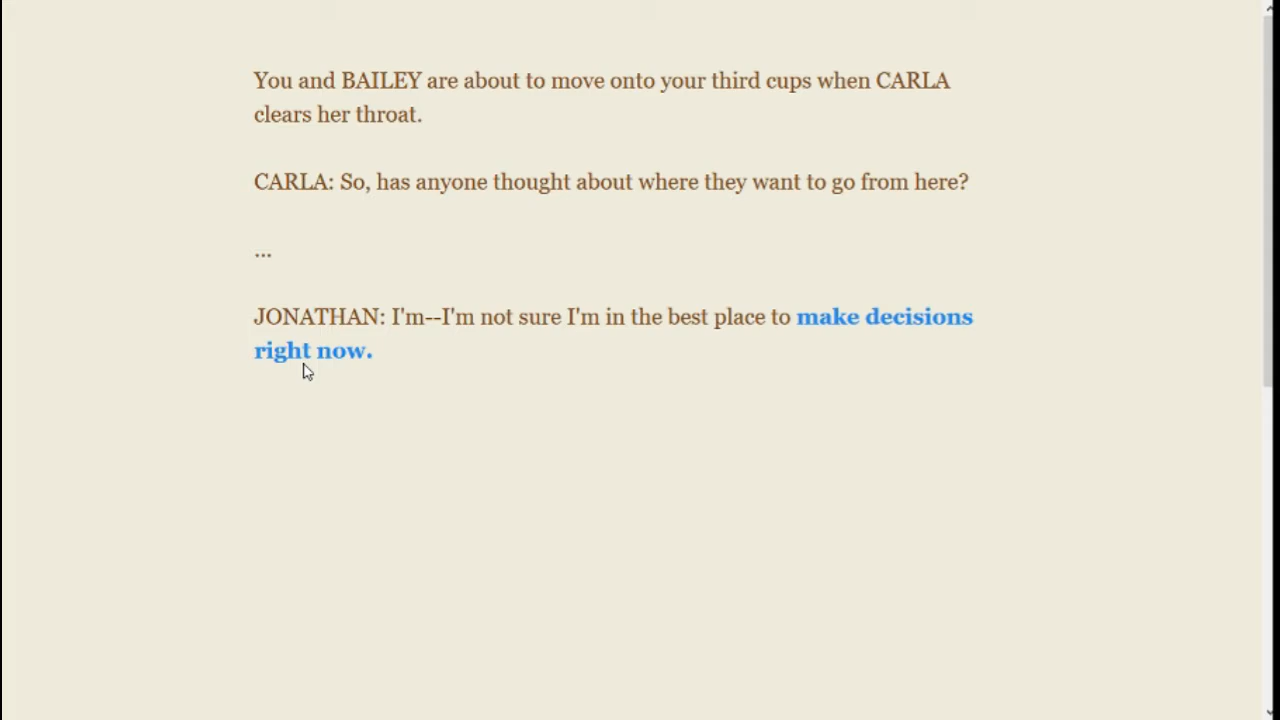 You and BAILEY are about to move onto your third cups when CARLA
clears her throat.
CARLA: So, has anyone thought about where they want to go from here?
...
JONATHAN: I'm--I'm not sure I'm in the best place to make decisions
right now.